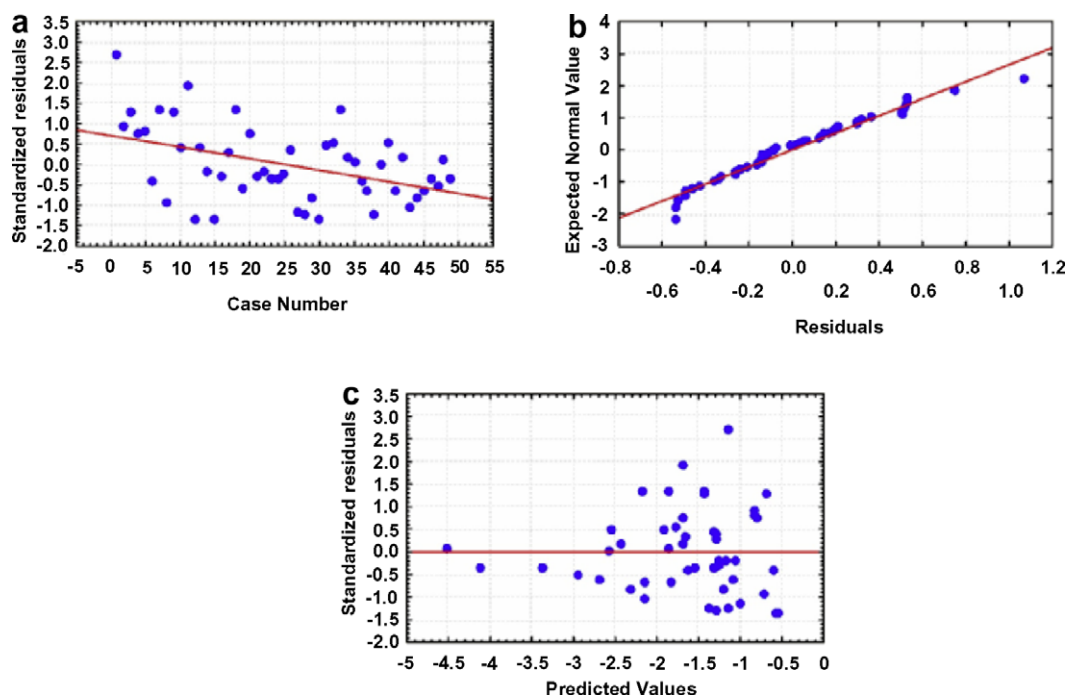 a
Standardized residuals
3.5
3.0
2.5
2.0
1.5
1.0
0.5
0.0
-0.5
-1.0
-1.5
-2.0
-5 0 5 10 15 20 25 30 35 40 45 50 55
Case Number
b
Expected Normal Value
4
3
2
1
0
-1
-2
-3
-0.8 -0.4 0.0 0.4 0.8 1.2
-0.6 -0.2 0.2 0.6 1.0
Residuals
c
Standardized residuals
3.5
3.0
2.5
2.0
1.5
1.0
0.5
0.0
-0.5
-1.0
-1.5
-2.0
-5 -4.5 -4 -3.5 -3 -2.5 -2 -1.5 -1 -0.5 0
Predicted Values